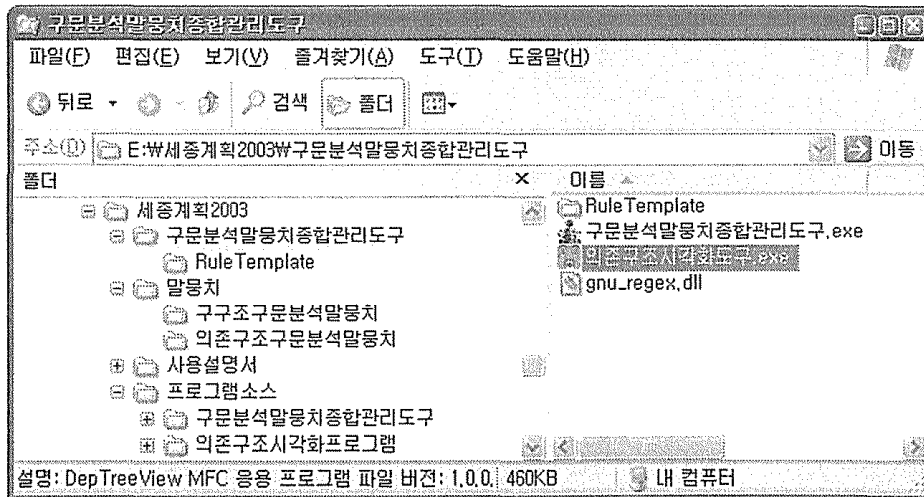 구문분석말뭉치종합관리도구
파일(F) 편집(E) 보기(V) 즐겨찾기(A) 도구(T) 도움말(H)
뒤로 검색 폴더
주소(D) E:₩세종계획2003₩구문분석말뭉치종합관리도구 이동
폴더
세종계획2003
구문분석말뭉치종합관리도구
RuleTemplate
말뭉치
구구조구문분석말뭉치
의존구조구문분석말뭉치
사용설명서
프로그램소스
구문분석말뭉치종합관리도구
의존구조시각화프로그램
이름
RuleTemplate
구문분석말뭉치종합관리도구.exe
의존구조시각화도구.exe
gnu_regex.dll
설명: DepTreeView MFC 응용 프로그램 파일 버전: 1.0.0. 460KB 내 컴퓨터